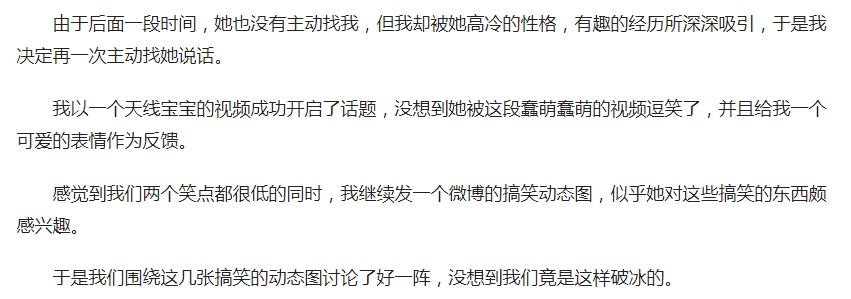 由于后面一段时间，她也没有主动找我，但我却被她高冷的性格，有趣的经历所深深吸引，于是我
决定再一次主动找她说话。
我以一个天线宝宝的视频成功开启了话题，没想到她被这段蠢萌蠢萌的视频逗笑了，并且给我一个
可爱的表情作为反馈。
感觉到我们两个笑点都很低的同时，我继续发一个微博的搞笑动态图，似乎她对这些搞笑的东西颇
感兴趣。
于是我们围绕这几张搞笑的动态图讨论了好一阵，没想到我们竟是这样破冰的。